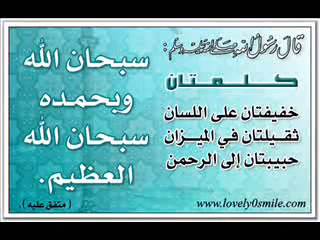 قال رسول الله صلى الله عليه وسلم :
كلمتان
خفيفتان على اللسان
ثقيلتان في الميزان
حبيبتان إلى الرحمن
سبحان الله
وبحمده
سبحان الله
العظيم.
( متفق عليه ).
www.lovely0smile.com